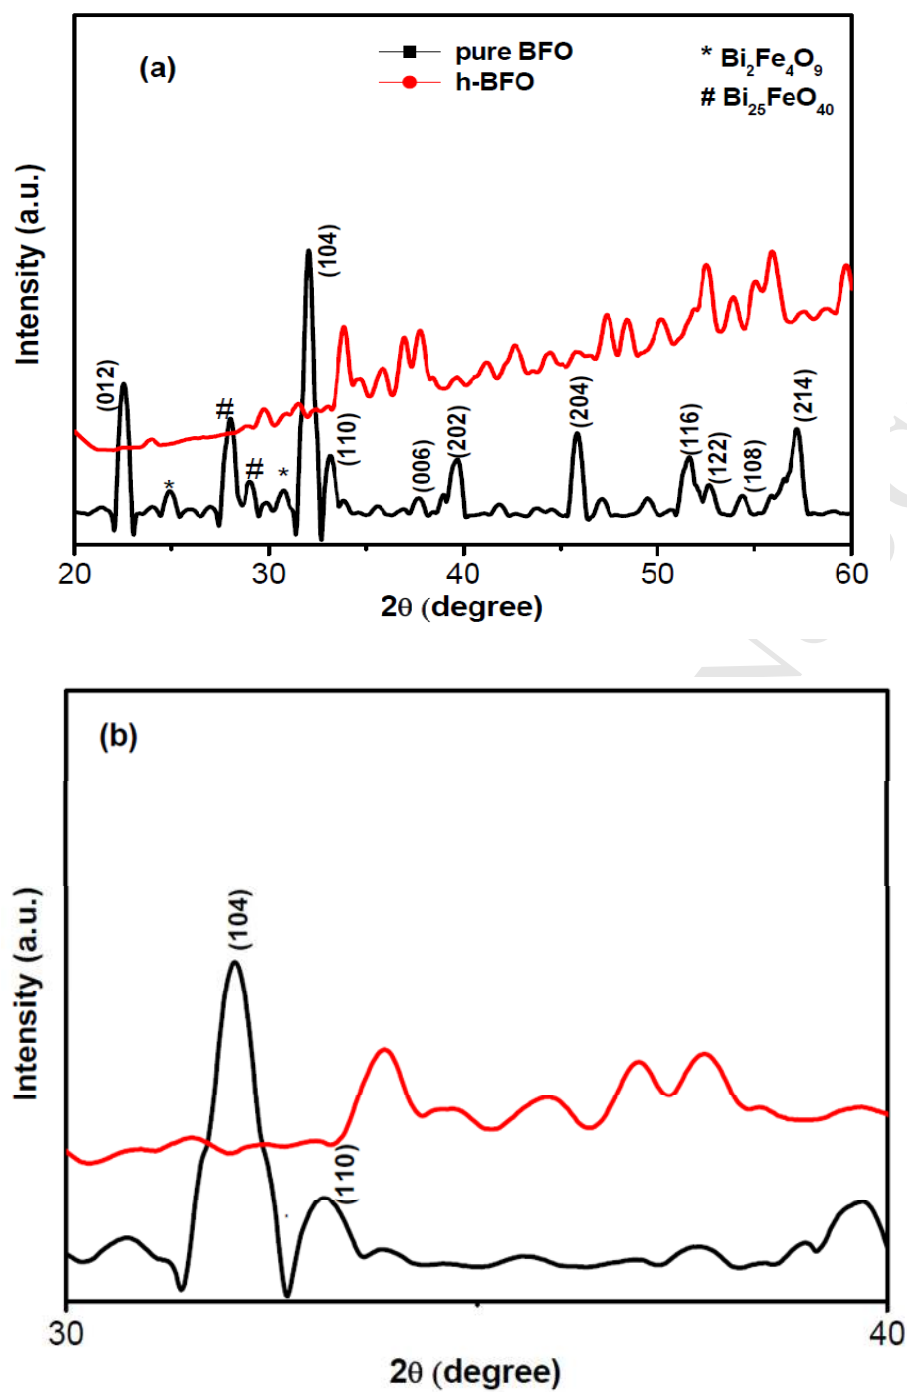 (a)
pure BFO
h-BFO
* Bi2Fe4O9
# Bi25FeO40
Intensity (a.u.)
(012)
*
#
#
*
(104)
(110)
(006)
(202)
(204)
(116)
(122)
(108)
(214)
20 30 40 50 60
2θ (degree)
(b)
Intensity (a.u.)
(104)
(110)
30 40
2θ (degree)